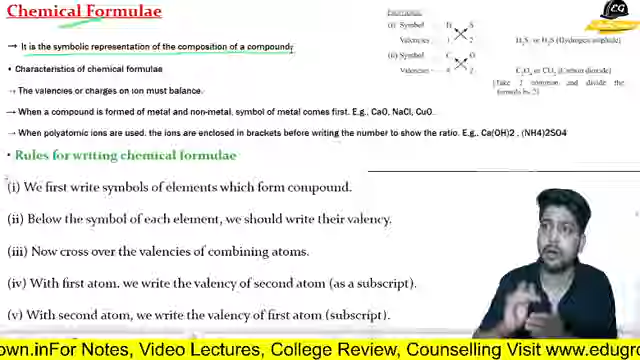 Chemical Formulae
→ It is the symbolic representation of the composition of a compound.
• Characteristics of chemical formulae
→ The valencies or charges on ion must balance.
→ When a compound is formed of metal and non-metal, symbol of metal comes first. E.g., CaO, NaCl, CuO.
→ When polyatomic ions are used, the ions are enclosed in brackets before writing the number to show the ratio. E.g., Ca(OH)2 , (NH4)2SO4
• Rules for writing chemical formulae
(i) We first write symbols of elements which form compound.
(ii) Below the symbol of each element, we should write their valency.
(iii) Now cross over the valencies of combining atoms.
(iv) With first atom, we write the valency of second atom (as a subscript).
(v) With second atom, we write the valency of first atom (subscript).
(i) Symbol H S
Valencies 1 2 H₂S or H₂S (Hydrogen sulphide)
(ii) Symbol C O
Valencies 4 2 C₂O₄ or CO₂ (Carbon dioxide)
[Take 2 common and divide the
formula by 2]
CG
own.inFor Notes, Video Lectures, College Review, Counselling Visit www.edugro